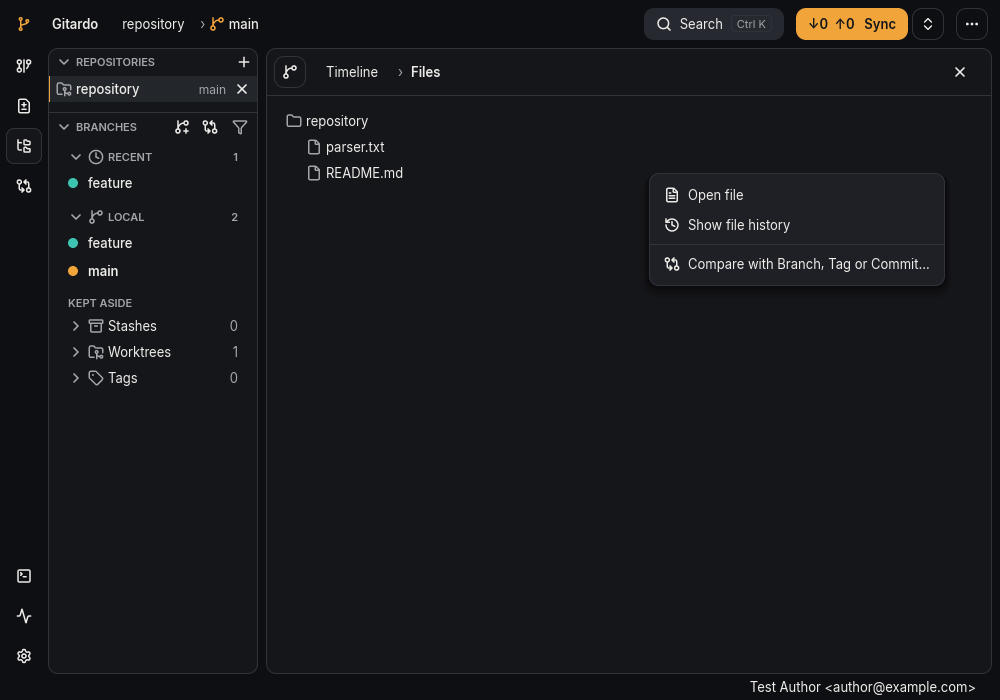 Gitardo repository › main Search Ctrl K ↓0 ↑0 Sync
REPOSITORIES
repository main
BRANCHES
RECENT 1
feature
LOCAL 2
feature
main
KEPT ASIDE
Stashes 0
Worktrees 1
Tags 0
Timeline › Files
repository
parser.txt
README.md
Open file
Show file history
Compare with Branch, Tag or Commit...
Test Author <author@example.com>